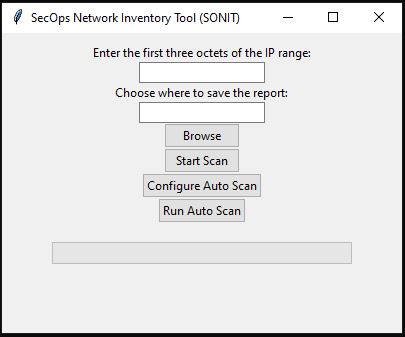 SecOps Network Inventory Tool (SONIT)
Enter the first three octets of the IP range:
Choose where to save the report:
Browse
Start Scan
Configure Auto Scan
Run Auto Scan